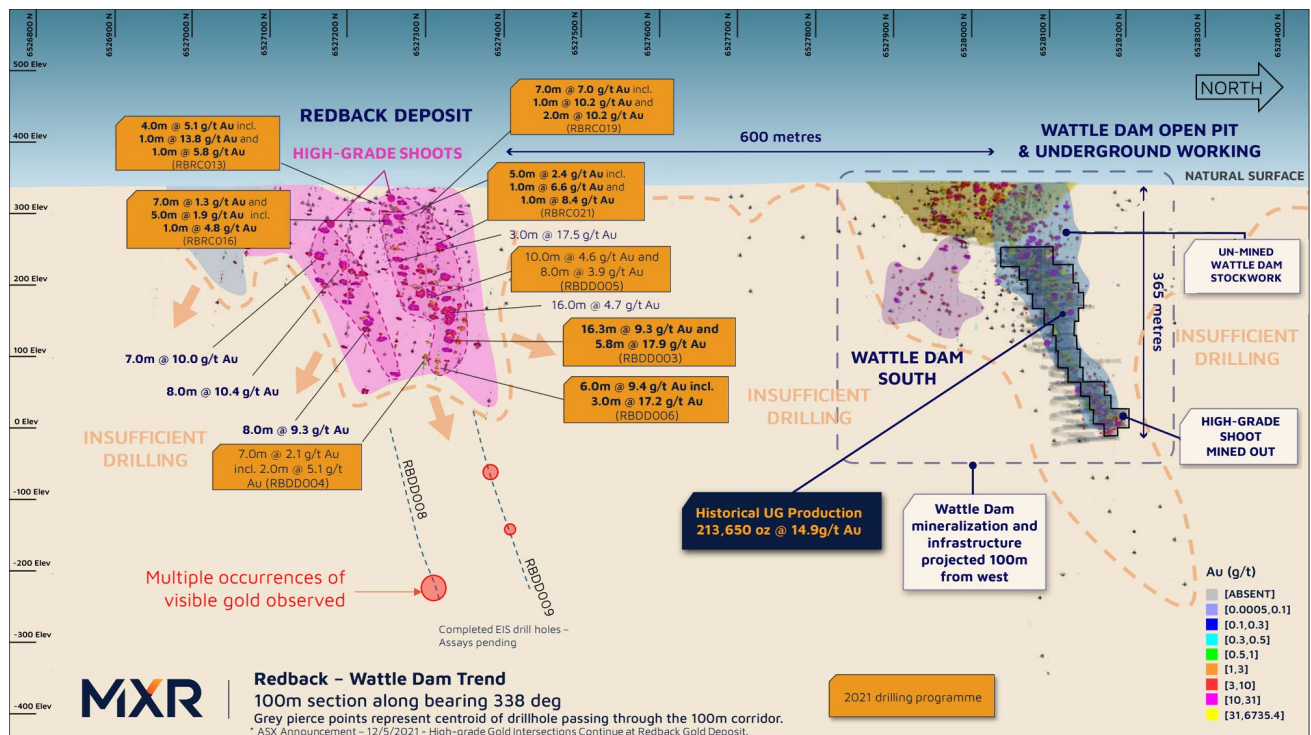 6526800 N
6526900 N
6527000 N
6527100 N
6527200 N
6527300 N
6527400 N
6527500 N
6527600 N
6527700 N
6527800 N
6527900 N
6528000 N
6528100 N
6528200 N
6528300 N
6528400 N
500 Elev
400 Elev
300 Elev
200 Elev
100 Elev
0 Elev
-100 Elev
-200 Elev
-300 Elev
-400 Elev
NORTH
REDBACK DEPOSIT
HIGH-GRADE SHOOTS
4.0m @ 5.1 g/t Au incl.
1.0m @ 13.8 g/t Au and
1.0m @ 5.8 g/t Au
(RBRC013)
7.0m @ 7.0 g/t Au incl.
1.0m @ 10.2 g/t Au and
2.0m @ 10.2 g/t Au
(RBRC019)
600 metres
WATTLE DAM OPEN PIT
& UNDERGROUND WORKING
NATURAL SURFACE
7.0m @ 1.3 g/t Au and
5.0m @ 1.9 g/t Au incl.
1.0m @ 4.8 g/t Au
(RBRC016)
5.0m @ 2.4 g/t Au incl.
1.0m @ 6.6 g/t Au and
1.0m @ 8.4 g/t Au
(RBRC021)
3.0m @ 17.5 g/t Au
10.0m @ 4.6 g/t Au and
8.0m @ 3.9 g/t Au
(RBDD005)
16.0m @ 4.7 g/t Au
16.3m @ 9.3 g/t Au and
5.8m @ 17.9 g/t Au
(RBDD003)
6.0m @ 9.4 g/t Au incl.
3.0m @ 17.2 g/t Au
(RBDD006)
7.0m @ 10.0 g/t Au
8.0m @ 10.4 g/t Au
8.0m @ 9.3 g/t Au
7.0m @ 2.1 g/t Au
incl. 2.0m @ 5.1 g/t
Au (RBDD004)
INSUFFICIENT
DRILLING
INSUFFICIENT
DRILLING
INSUFFICIENT
DRILLING
WATTLE DAM
SOUTH
365 metres
UN-MINED
WATTLE DAM
STOCKWORK
HIGH-GRADE
SHOOT
MINED OUT
Historical UG Production
213,650 oz @ 14.9g/t Au
Wattle Dam
mineralization and
infrastructure
projected 100m
from west
RBDD008
RBDD009
Multiple occurrences of
visible gold observed
Completed EIS drill holes –
Assays pending
MXR
Redback – Wattle Dam Trend
100m section along bearing 338 deg
Grey pierce points represent centroid of drillhole passing through the 100m corridor.
* ASX Announcement – 12/5/2021 - High-grade Gold Intersections Continue at Redback Gold Deposit.
2021 drilling programme
Au (g/t)
[ABSENT]
[0.0005,0.1]
[0.1,0.3]
[0.3,0.5]
[0.5,1]
[1,3]
[3,10]
[10,31]
[31,6735.4]